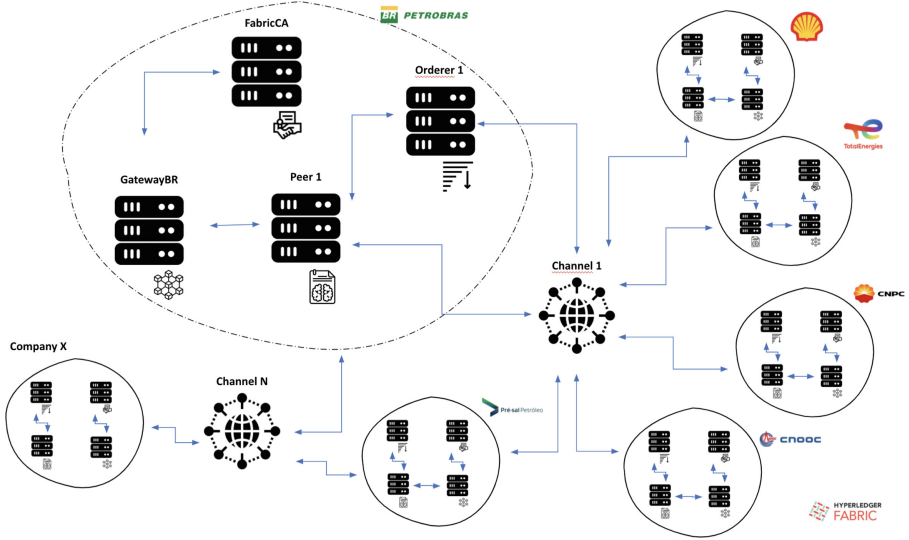 BR PETROBRAS
FabricCA
Orderer 1
GatewayBR
Peer 1
TotalEnergies
Channel 1
CNPC
Company X
Channel N
Pré-sal Petróleo
cnooc
HYPERLEDGER
FABRIC